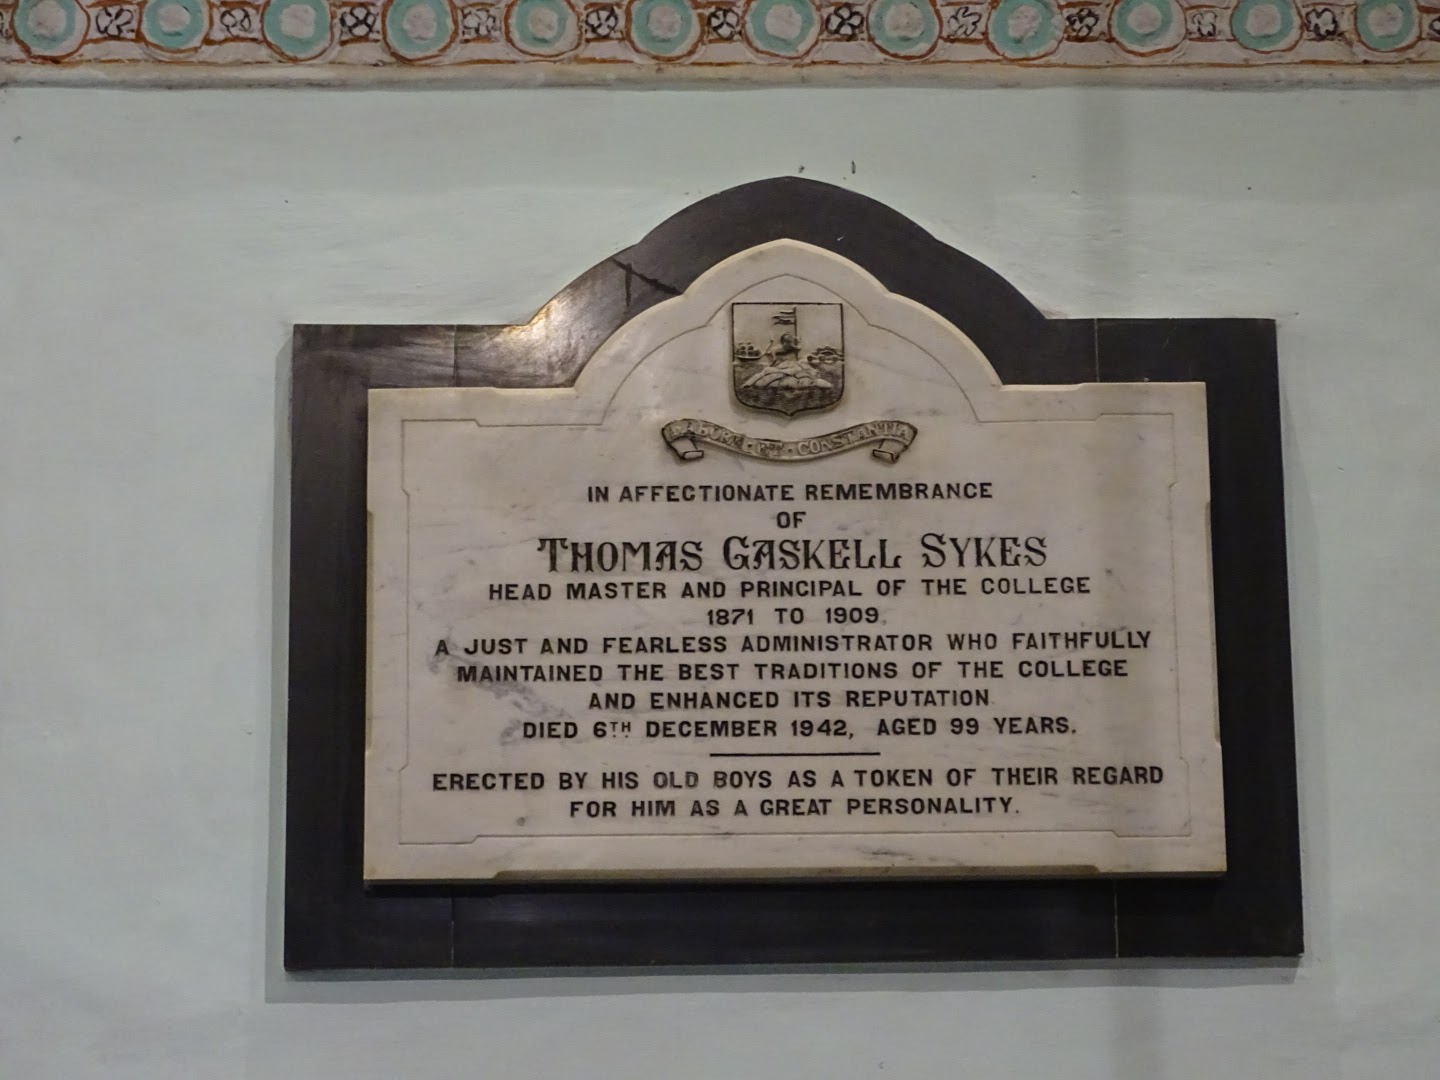 LABORE · ET · CONSTANTIA
IN AFFECTIONATE REMEMBRANCE
OF
THOMAS GASKELL SYKES
HEAD MASTER AND PRINCIPAL OF THE COLLEGE
1871 TO 1909.
A JUST AND FEARLESS ADMINISTRATOR WHO FAITHFULLY
MAINTAINED THE BEST TRADITIONS OF THE COLLEGE
AND ENHANCED ITS REPUTATION
DIED 6TH DECEMBER 1942, AGED 99 YEARS.
ERECTED BY HIS OLD BOYS AS A TOKEN OF THEIR REGARD
FOR HIM AS A GREAT PERSONALITY.